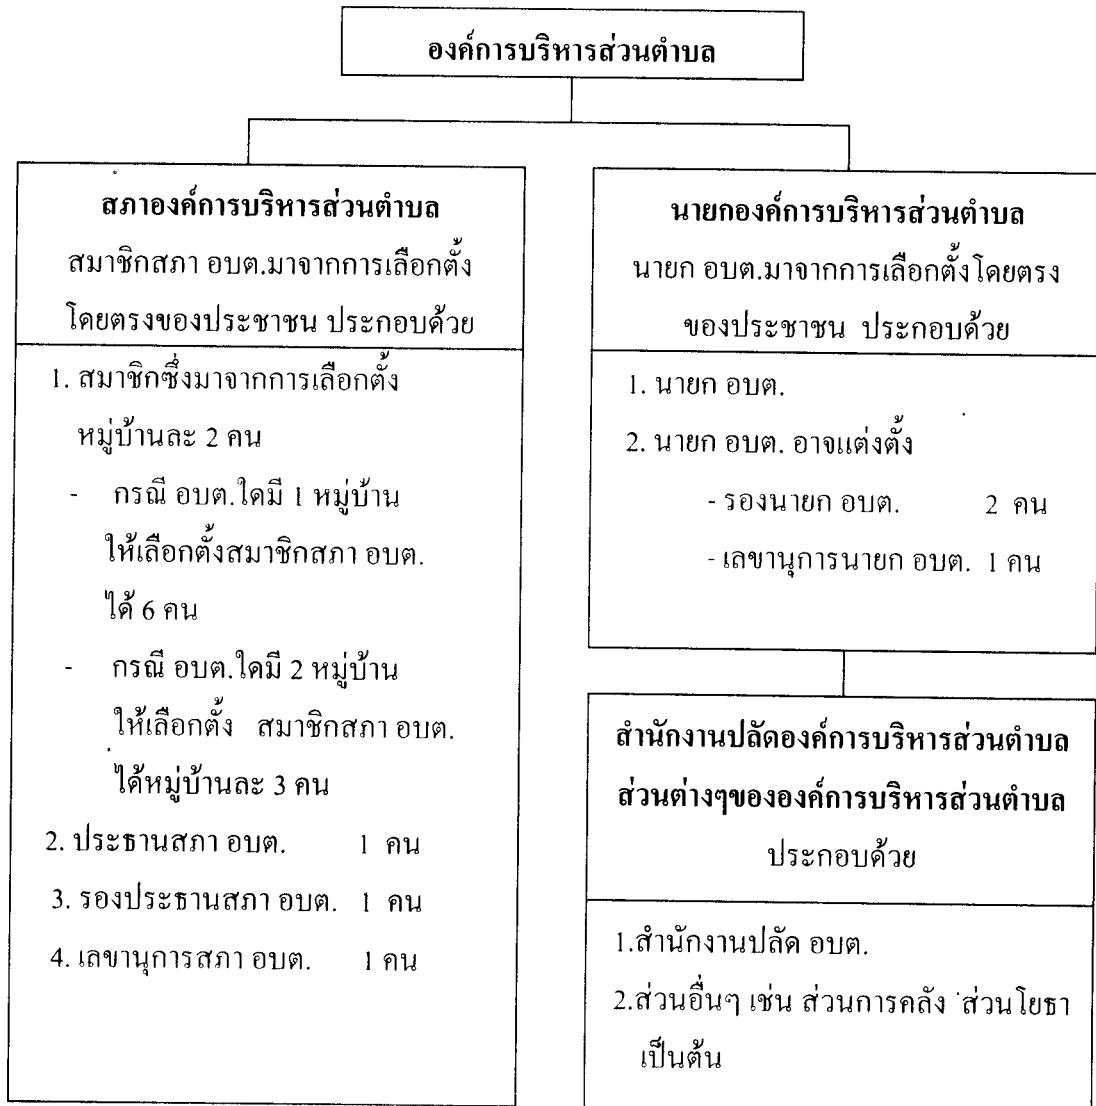 องค์การบริหารส่วนตำบล
สภาองค์การบริหารส่วนตำบล
สมาชิกสภา อบต.มาจากการเลือกตั้ง
โดยตรงของประชาชน ประกอบด้วย
1. สมาชิกซึ่งมาจากการเลือกตั้ง
หมู่บ้านละ 2 คน
- กรณี อบต.ใดมี 1 หมู่บ้าน
ให้เลือกตั้งสมาชิกสภา อบต.
ได้ 6 คน
- กรณี อบต.ใดมี 2 หมู่บ้าน
ให้เลือกตั้ง สมาชิกสภา อบต.
ได้หมู่บ้านละ 3 คน
2. ประธานสภา อบต. 1 คน
3. รองประธานสภา อบต. 1 คน
4. เลขานุการสภา อบต. 1 คน
นายกองค์การบริหารส่วนตำบล
นายก อบต.มาจากการเลือกตั้งโดยตรง
ของประชาชน ประกอบด้วย
1. นายก อบต.
2. นายก อบต. อาจแต่งตั้ง
- รองนายก อบต. 2 คน
- เลขานุการนายก อบต. 1 คน
สำนักงานปลัดองค์การบริหารส่วนตำบล
ส่วนต่างๆขององค์การบริหารส่วนตำบล
ประกอบด้วย
1.สำนักงานปลัด อบต.
2.ส่วนอื่นๆ เช่น ส่วนการคลัง ส่วนโยธา
เป็นต้น